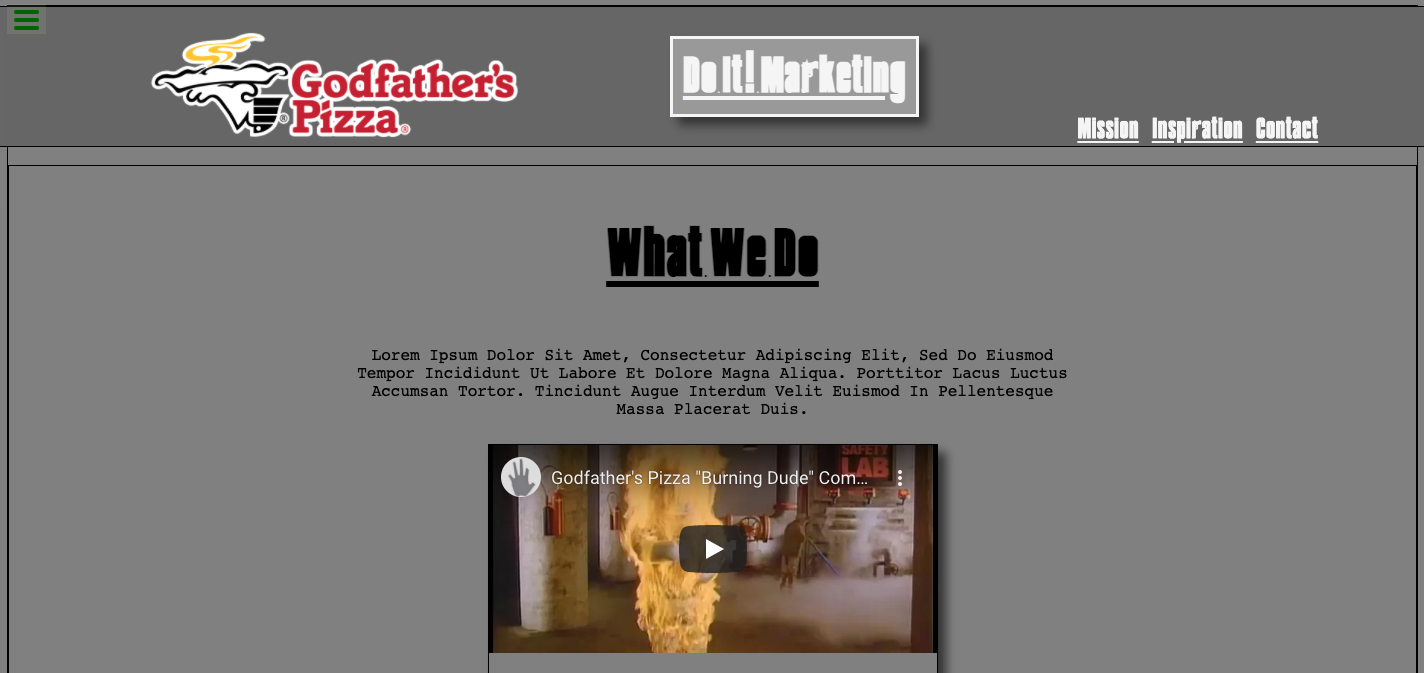 Godfather's
Pizza®
®
Do It! Marketing
Mission Inspiration Contact
What We Do
Lorem Ipsum Dolor Sit Amet, Consectetur Adipiscing Elit, Sed Do Eiusmod
Tempor Incididunt Ut Labore Et Dolore Magna Aliqua. Porttitor Lacus Luctus
Accumsan Tortor. Tincidunt Augue Interdum Velit Euismod In Pellentesque
Massa Placerat Duis.
SAFETY
LAB
Godfather's Pizza "Burning Dude" Com...